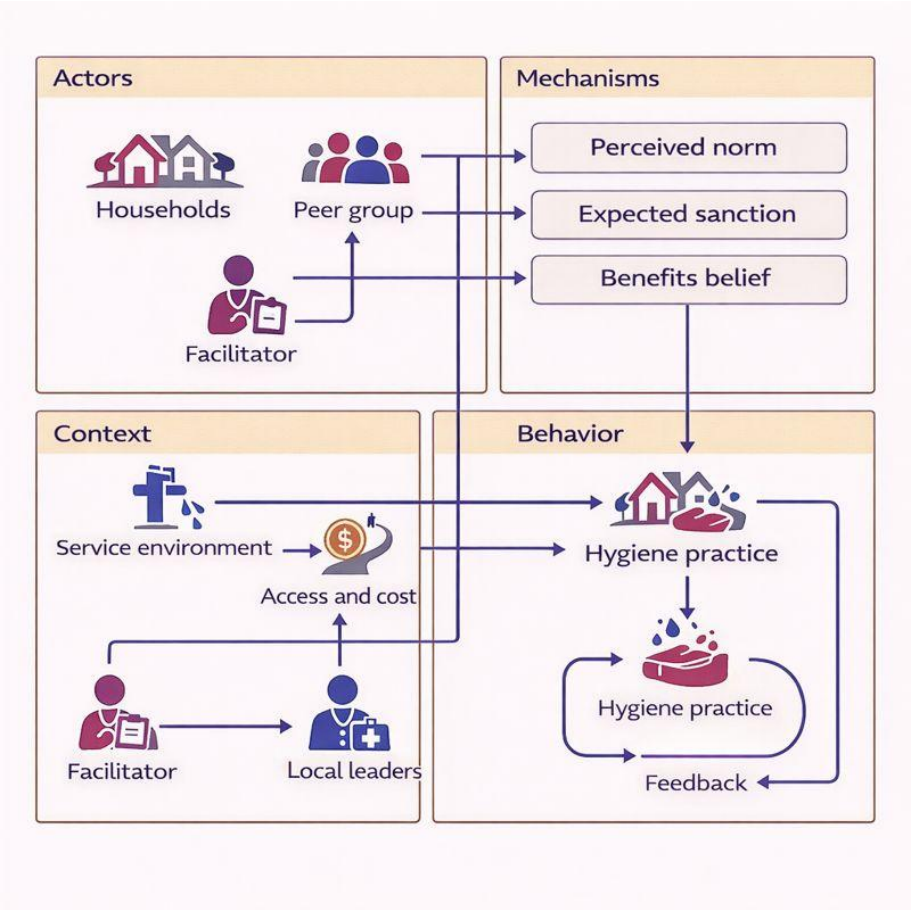 Actors
Mechanisms
Households
Peer group
Facilitator
Perceived norm
Expected sanction
Benefits belief
Context
Behavior
Service environment
$
Access and cost
Facilitator
Local leaders
Hygiene practice
Hygiene practice
Feedback